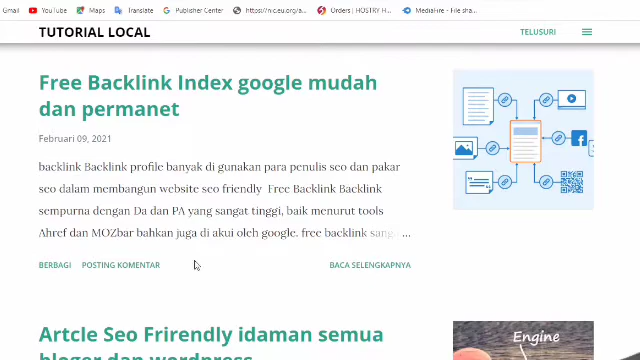 Gmail YouTube Maps Translate Publisher Center https://nic.eu.org/a... Orders | HOSTRY H... MediaFire - File sha...
TUTORIAL LOCAL TELUSURI
Free Backlink Index google mudah
dan permanet
Februari 09, 2021
backlink Backlink profile banyak di gunakan para penulis seo dan pakar
seo dalam membangun website seo friendly Free Backlink Backlink
sempurna dengan Da dan PA yang sangat tinggi, baik menurut tools
Ahref dan MOZbar bahkan juga di akui oleh google. free backlink sang...
BERBAGI POSTING KOMENTAR BACA SELENGKAPNYA
Artcle Seo Frirendly idaman semua
bloger dan wordpress
Engine